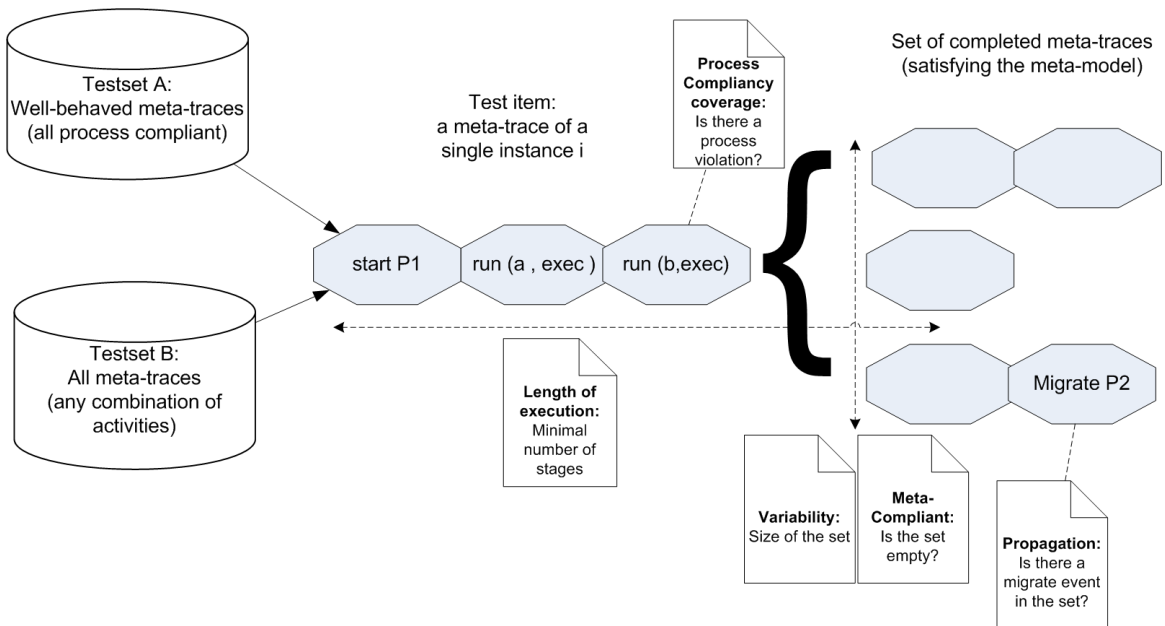 Testset A:
Well-behaved meta-traces
(all process compliant)
Testset B:
All meta-traces
(any combination of
activities)
Test item:
a meta-trace of a
single instance i
Process
Compliancy
coverage:
Is there a
process
violation?
Set of completed meta-traces
(satisfying the meta-model)
start P1
run (a , exec )
run (b,exec)
{
Migrate P2
Length of
execution:
Minimal
number of
stages
Variability:
Size of the set
Meta-
Compliant:
Is the set
empty?
Propagation:
Is there a
migrate event
in the set?